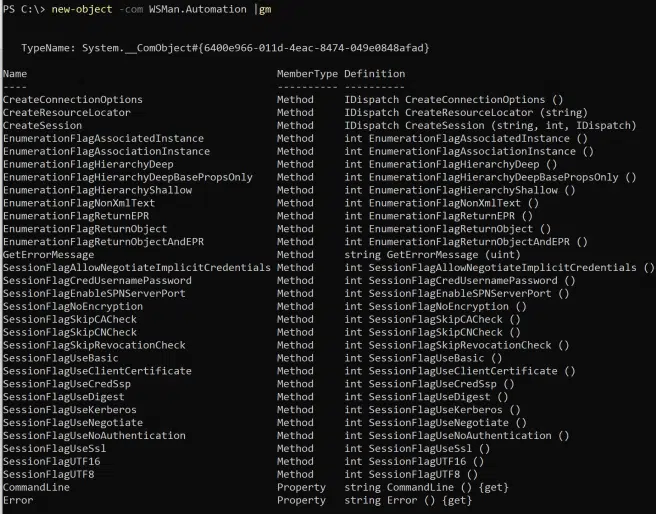 PS C:\> new-object -com WSMan.Automation |gm
TypeName: System.__ComObject#{6400e966-011d-4eac-8474-049e0848afad}
Name MemberType Definition
---- ---------- ----------
CreateConnectionOptions Method IDispatch CreateConnectionOptions ()
CreateResourceLocator Method IDispatch CreateResourceLocator (string)
CreateSession Method IDispatch CreateSession (string, int, IDispatch)
EnumerationFlagAssociatedInstance Method int EnumerationFlagAssociatedInstance ()
EnumerationFlagAssociationInstance Method int EnumerationFlagAssociationInstance ()
EnumerationFlagHierarchyDeep Method int EnumerationFlagHierarchyDeep ()
EnumerationFlagHierarchyDeepBasePropsOnly Method int EnumerationFlagHierarchyDeepBasePropsOnly ()
EnumerationFlagHierarchyShallow Method int EnumerationFlagHierarchyShallow ()
EnumerationFlagNonXmlText Method int EnumerationFlagNonXmlText ()
EnumerationFlagReturnEPR Method int EnumerationFlagReturnEPR ()
EnumerationFlagReturnObject Method int EnumerationFlagReturnObject ()
EnumerationFlagReturnObjectAndEPR Method int EnumerationFlagReturnObjectAndEPR ()
GetErrorMessage Method string GetErrorMessage (uint)
SessionFlagAllowNegotiateImplicitCredentials Method int SessionFlagAllowNegotiateImplicitCredentials ()
SessionFlagCredUsernamePassword Method int SessionFlagCredUsernamePassword ()
SessionFlagEnableSPNServerPort Method int SessionFlagEnableSPNServerPort ()
SessionFlagNoEncryption Method int SessionFlagNoEncryption ()
SessionFlagSkipCACheck Method int SessionFlagSkipCACheck ()
SessionFlagSkipCNCheck Method int SessionFlagSkipCNCheck ()
SessionFlagSkipRevocationCheck Method int SessionFlagSkipRevocationCheck ()
SessionFlagUseBasic Method int SessionFlagUseBasic ()
SessionFlagUseClientCertificate Method int SessionFlagUseClientCertificate ()
SessionFlagUseCredSsp Method int SessionFlagUseCredSsp ()
SessionFlagUseDigest Method int SessionFlagUseDigest ()
SessionFlagUseKerberos Method int SessionFlagUseKerberos ()
SessionFlagUseNegotiate Method int SessionFlagUseNegotiate ()
SessionFlagUseNoAuthentication Method int SessionFlagUseNoAuthentication ()
SessionFlagUseSsl Method int SessionFlagUseSsl ()
SessionFlagUTF16 Method int SessionFlagUTF16 ()
SessionFlagUTF8 Method int SessionFlagUTF8 ()
CommandLine Property string CommandLine () {get}
Error Property string Error () {get}